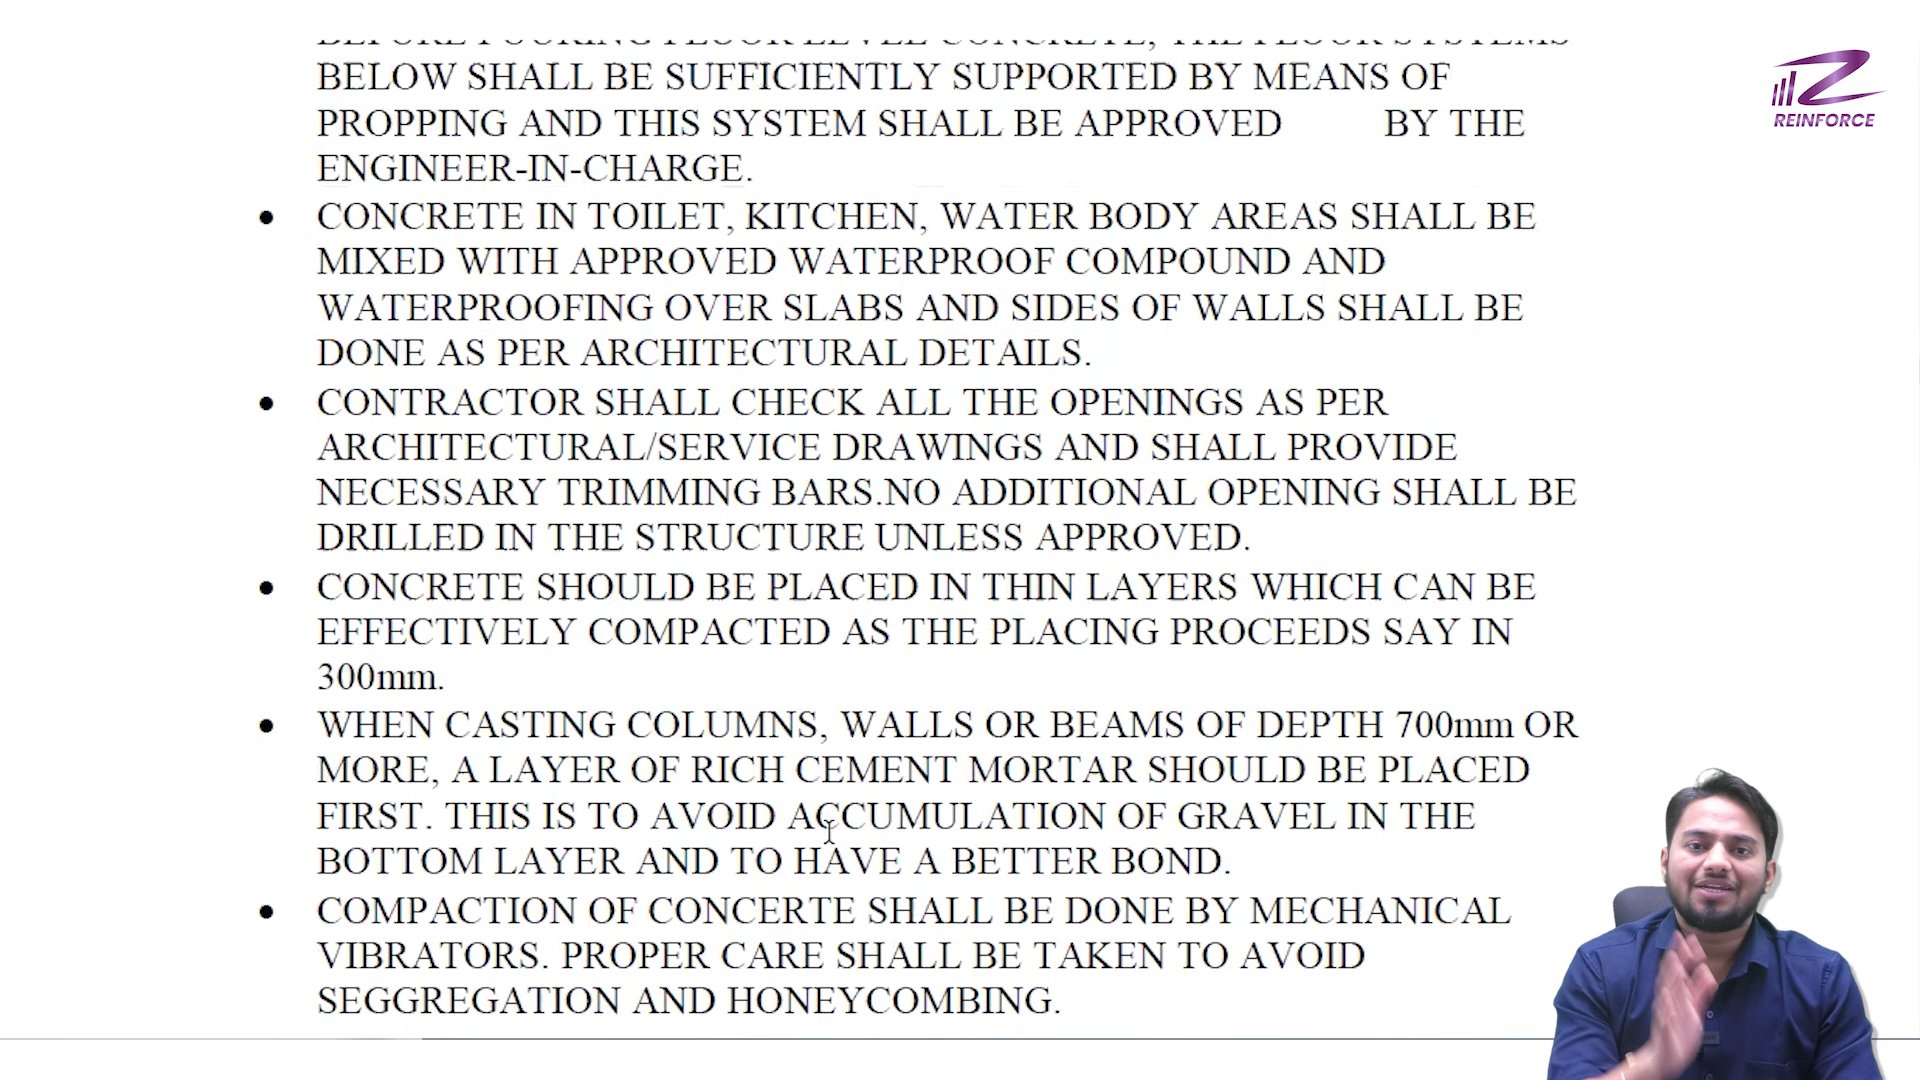 BEFORE POURING FLOOR LEVEL CONCRETE, THE FLOOR SYSTEMS
BELOW SHALL BE SUFFICIENTLY SUPPORTED BY MEANS OF
PROPPING AND THIS SYSTEM SHALL BE APPROVED BY THE
ENGINEER-IN-CHARGE.
• CONCRETE IN TOILET, KITCHEN, WATER BODY AREAS SHALL BE
MIXED WITH APPROVED WATERPROOF COMPOUND AND
WATERPROOFING OVER SLABS AND SIDES OF WALLS SHALL BE
DONE AS PER ARCHITECTURAL DETAILS.
• CONTRACTOR SHALL CHECK ALL THE OPENINGS AS PER
ARCHITECTURAL/SERVICE DRAWINGS AND SHALL PROVIDE
NECESSARY TRIMMING BARS.NO ADDITIONAL OPENING SHALL BE
DRILLED IN THE STRUCTURE UNLESS APPROVED.
• CONCRETE SHOULD BE PLACED IN THIN LAYERS WHICH CAN BE
EFFECTIVELY COMPACTED AS THE PLACING PROCEEDS SAY IN
300mm.
• WHEN CASTING COLUMNS, WALLS OR BEAMS OF DEPTH 700mm OR
MORE, A LAYER OF RICH CEMENT MORTAR SHOULD BE PLACED
FIRST. THIS IS TO AVOID ACCUMULATION OF GRAVEL IN THE
BOTTOM LAYER AND TO HAVE A BETTER BOND.
• COMPACTION OF CONCERTE SHALL BE DONE BY MECHANICAL
VIBRATORS. PROPER CARE SHALL BE TAKEN TO AVOID
SEGGREGATION AND HONEYCOMBING.
REINFORCE